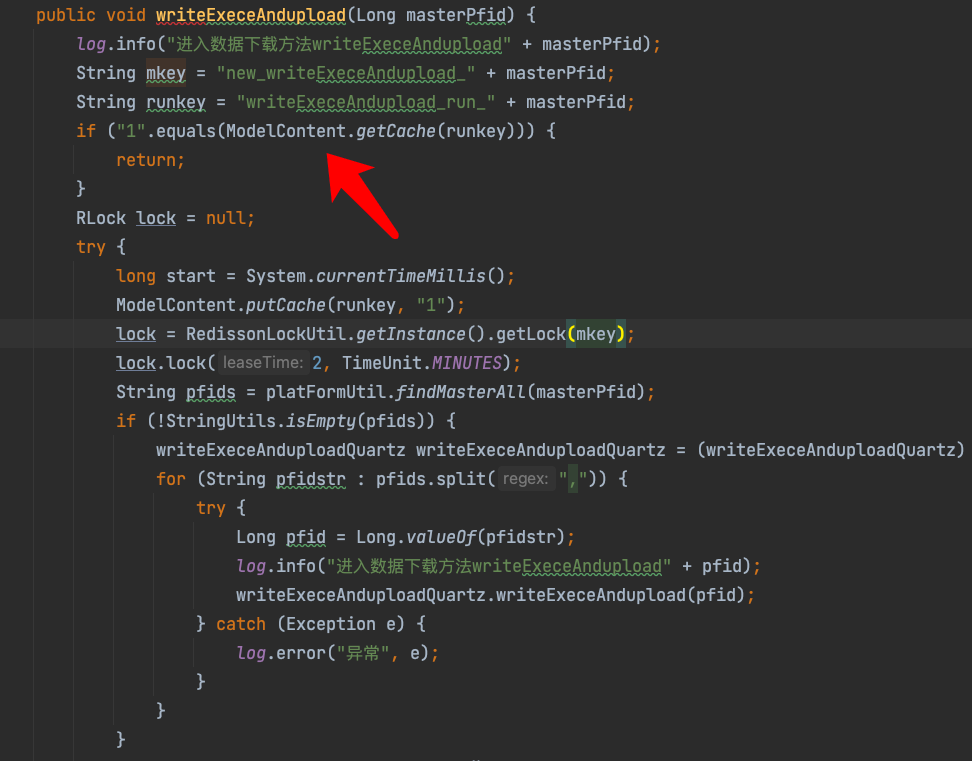 public void writeExeceAndupload(Long masterPfid) {
log.info("进入数据下载方法writeExeceAndupload" + masterPfid);
String mkey = "new_writeExeceAndupload_" + masterPfid;
String runkey = "writeExeceAndupload_run_" + masterPfid;
if ("1".equals(ModelContent.getCache(runkey))) {
return;
}
RLock lock = null;
try {
long start = System.currentTimeMillis();
ModelContent.putCache(runkey, "1");
lock = RedissonLockUtil.getInstance().getLock(mkey);
lock.lock( leaseTime: 2, TimeUnit.MINUTES);
String pfids = platFormUtil.findMasterAll(masterPfid);
if (!StringUtils.isEmpty(pfids)) {
writeExeceAnduploadQuartz writeExeceAnduploadQuartz = (writeExeceAnduploadQuartz)
for (String pfidstr : pfids.split( regex: ",")) {
try {
Long pfid = Long.valueOf(pfidstr);
log.info("进入数据下载方法writeExeceAndupload" + pfid);
writeExeceAnduploadQuartz.writeExeceAndupload(pfid);
} catch (Exception e) {
log.error("异常", e);
}
}
}